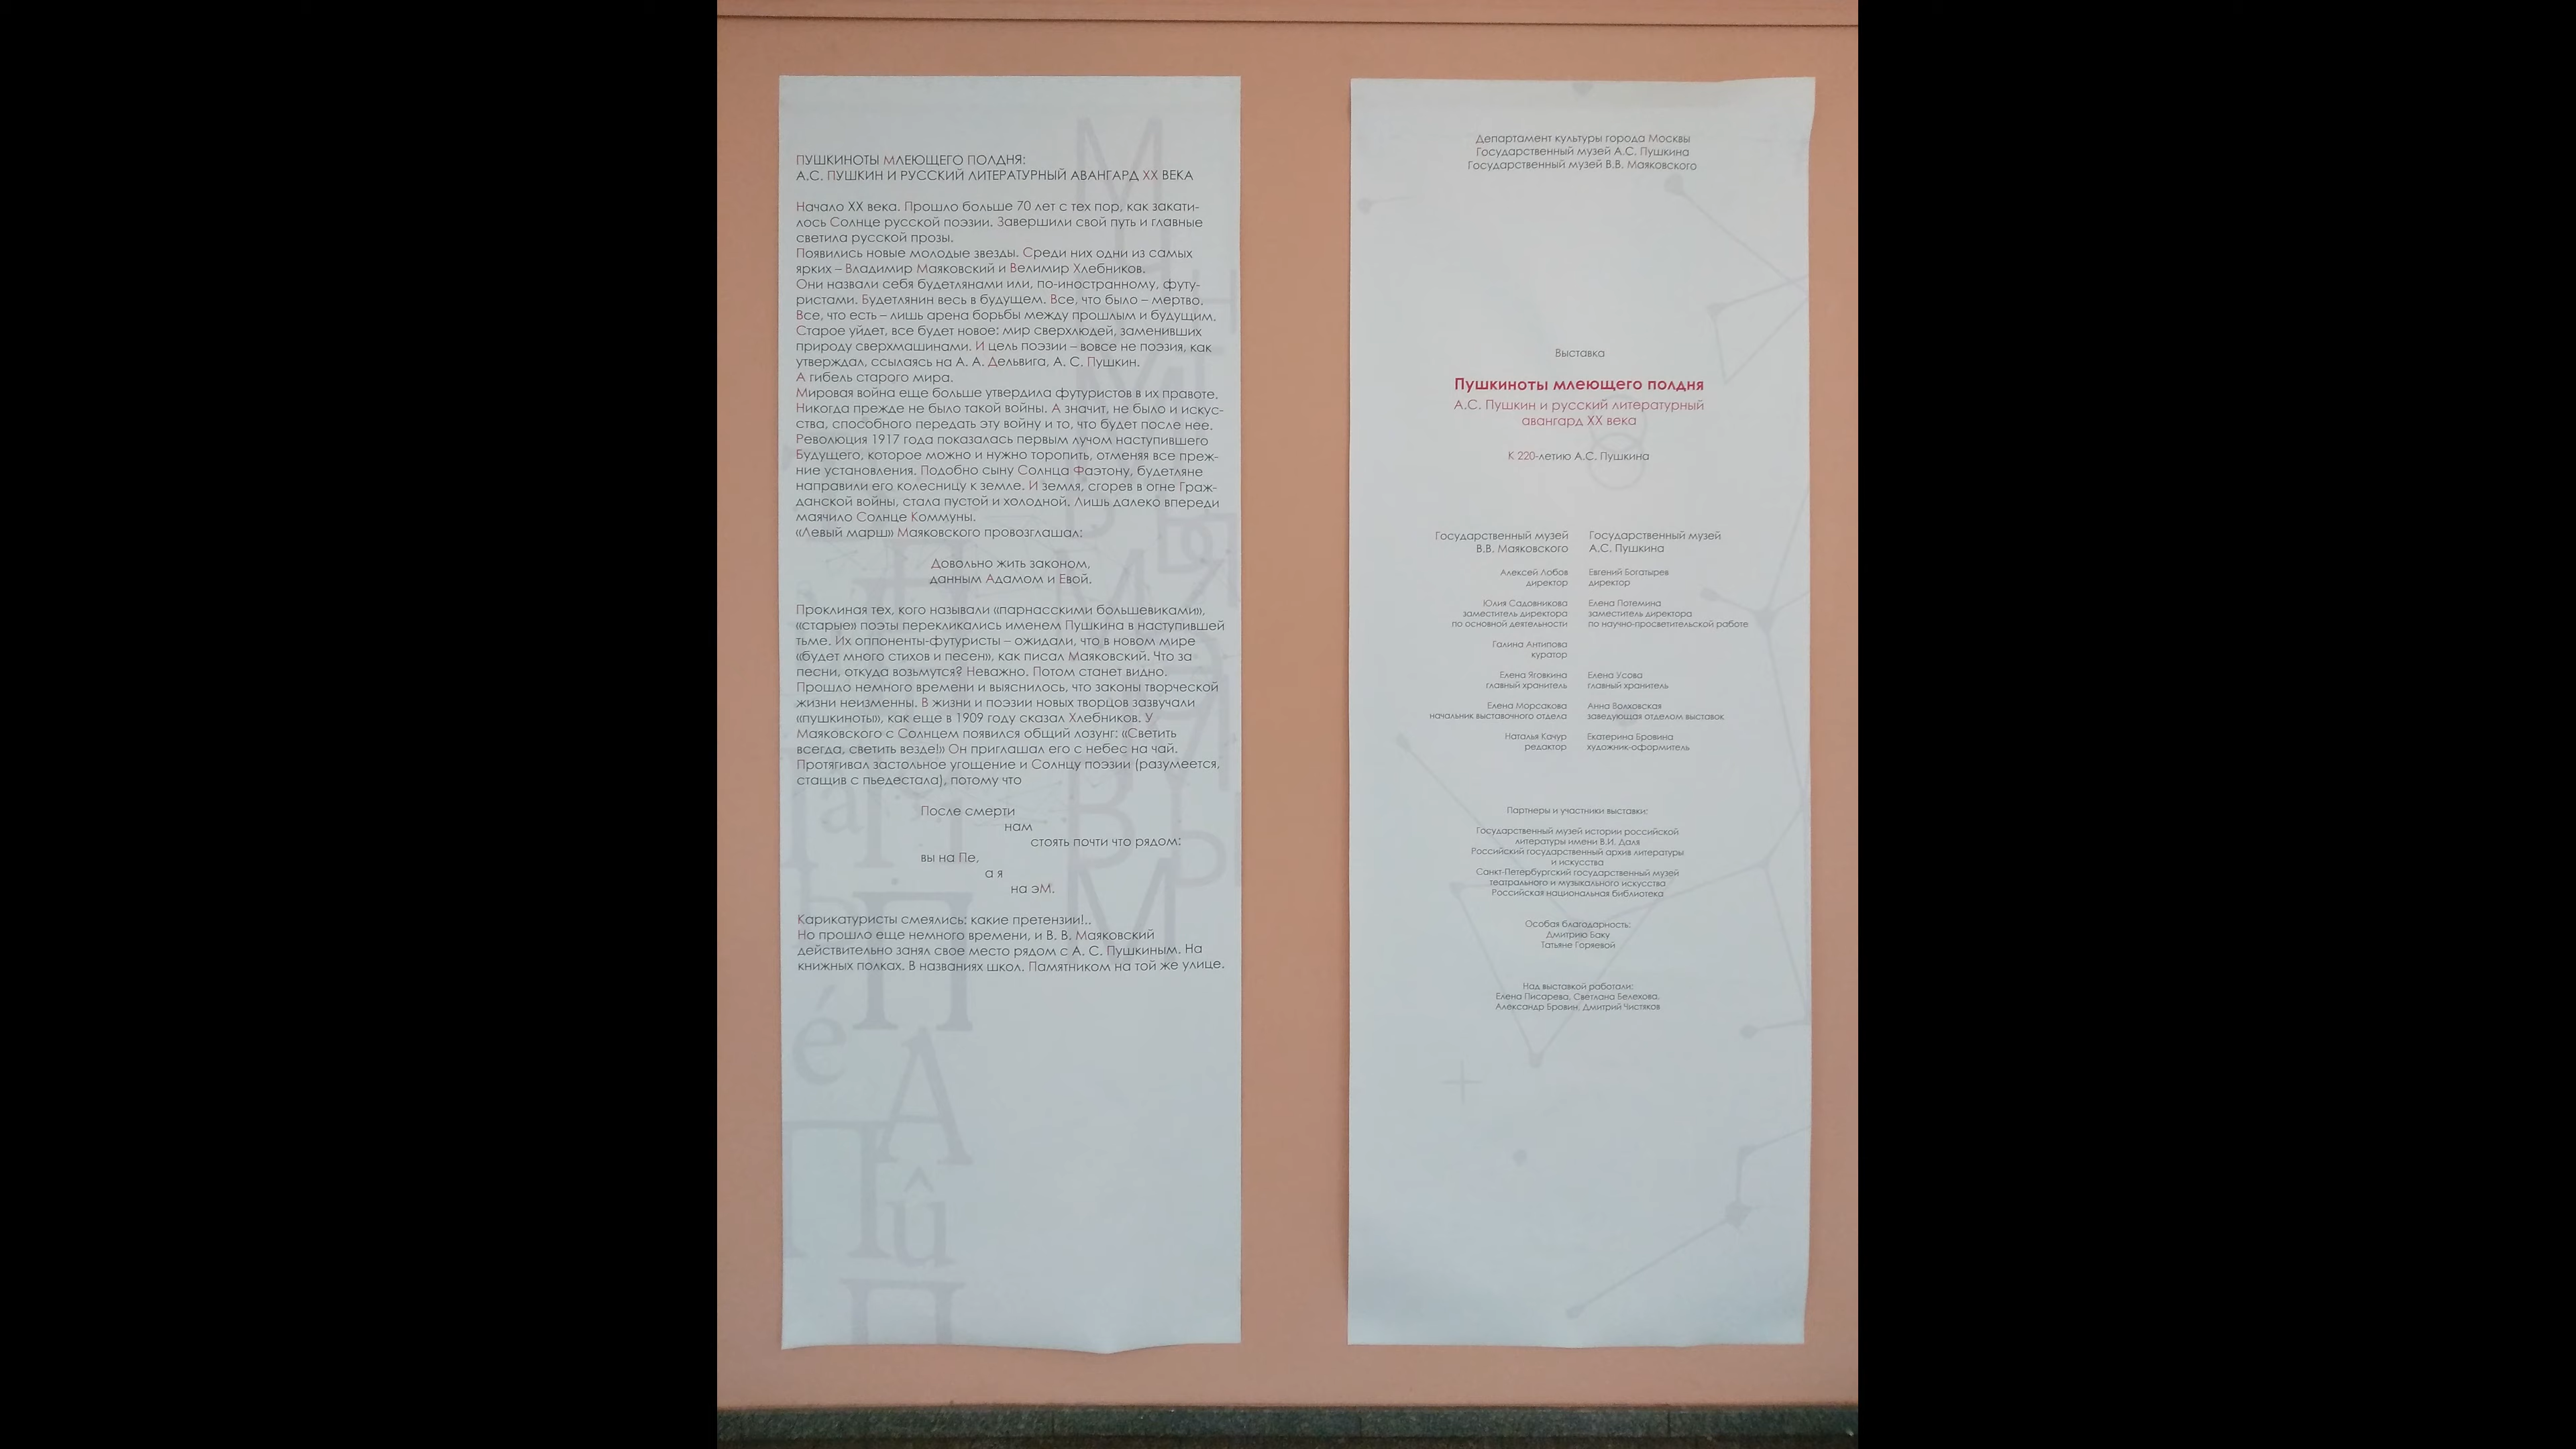 ПУШКИНОТЫ МЛЕЮЩЕГО ПОЛДНЯ:
А.С. ПУШКИН И РУССКИЙ ЛИТЕРАТУРНЫЙ АВАНГАРД XX ВЕКА
Начало XX века. Прошло больше 70 лет с тех пор, как закати-
лось Солнце русской поэзии. Завершили свой путь и главные
светила русской прозы.
Появились новые молодые звезды. Среди них одни из самых
ярких – Владимир Маяковский и Велимир Хлебников.
Они назвали себя будетлянами или, по-иностранному, футу-
ристами. Будетлянин весь в будущем. Все, что было – мертво.
Все, что есть – лишь арена борьбы между прошлым и будущим.
Старое уйдет, все будет новое: мир сверхлюдей, заменивших
природу сверхмашинами. И цель поэзии – вовсе не поэзия, как
утверждал, ссылаясь на А. А. Дельвига, А. С. Пушкин.
А гибель старого мира.
Мировая война еще больше утвердила футуристов в их правоте.
Никогда прежде не было такой войны. А значит, не было и искус-
ства, способного передать эту войну и то, что будет после нее.
Революция 1917 года показалась первым лучом наступившего
Будущего, которое можно и нужно торопить, отменяя все преж-
ние установления. Подобно сыну Солнца Фаэтону, будетляне
направили его колесницу к земле. И земля, сгорев в огне Граж-
данской войны, стала пустой и холодной. Лишь далеко впереди
маячило Солнце Коммуны.
«Левый марш» Маяковского провозглашал:
Довольно жить законом,
данным Адамом и Евой.
Проклиная тех, кого называли «парнасскими большевиками»,
«старые» поэты перекликались именем Пушкина в наступившей
тьме. Их оппоненты-футуристы – ожидали, что в новом мире
«будет много стихов и песен», как писал Маяковский. Что за
песни, откуда возьмутся? Неважно. Потом станет видно.
Прошло немного времени и выяснилось, что законы творческой
жизни неизменны. В жизни и поэзии новых творцов зазвучали
«пушкиноты», как еще в 1909 году сказал Хлебников. У
Маяковского с Солнцем появился общий лозунг: «Светить
всегда, светить везде!» Он приглашал его с небес на чай.
Протягивал застольное угощение и Солнцу поэзии (разумеется,
стащив с пьедестала), потому что
После смерти
нам
стоять почти что рядом:
вы на Пе,
а я
на эМ.
Карикатуристы смеялись: какие претензии!..
Но прошло еще немного времени, и В. В. Маяковский
действительно занял свое место рядом с А. С. Пушкиным. На
книжных полках. В названиях школ. Памятником на той же улице.
Департамент культуры города Москвы
Государственный музей А.С. Пушкина
Государственный музей В.В. Маяковского
Выставка
Пушкиноты млеющего полдня
А.С. Пушкин и русский литературный
авангард XX века
К 220-летию А.С. Пушкина
Государственный музей
В.В. Маяковского
Алексей Лобов
директор
Юлия Садовникова
заместитель директора
по основной деятельности
Галина Антипова
куратор
Елена Яговкина
главный хранитель
Елена Морсакова
начальник выставочного отдела
Наталья Качур
редактор
Государственный музей
А.С. Пушкина
Евгений Богатырев
директор
Елена Потемина
заместитель директора
по научно-просветительской работе
Елена Усова
главный хранитель
Анна Волховская
заведующая отделом выставок
Екатерина Бровина
художник-оформитель
Партнеры и участники выставки:
Государственный музей истории российской
литературы имени В.И. Даля
Российский государственный архив литературы
и искусства
Санкт-Петербургский государственный музей
театрального и музыкального искусства
Российская национальная библиотека
Особая благодарность:
Дмитрию Баку
Татьяне Горяевой
Над выставкой работали:
Елена Писарева, Светлана Белехова,
Александр Бровин, Дмитрий Чистяков